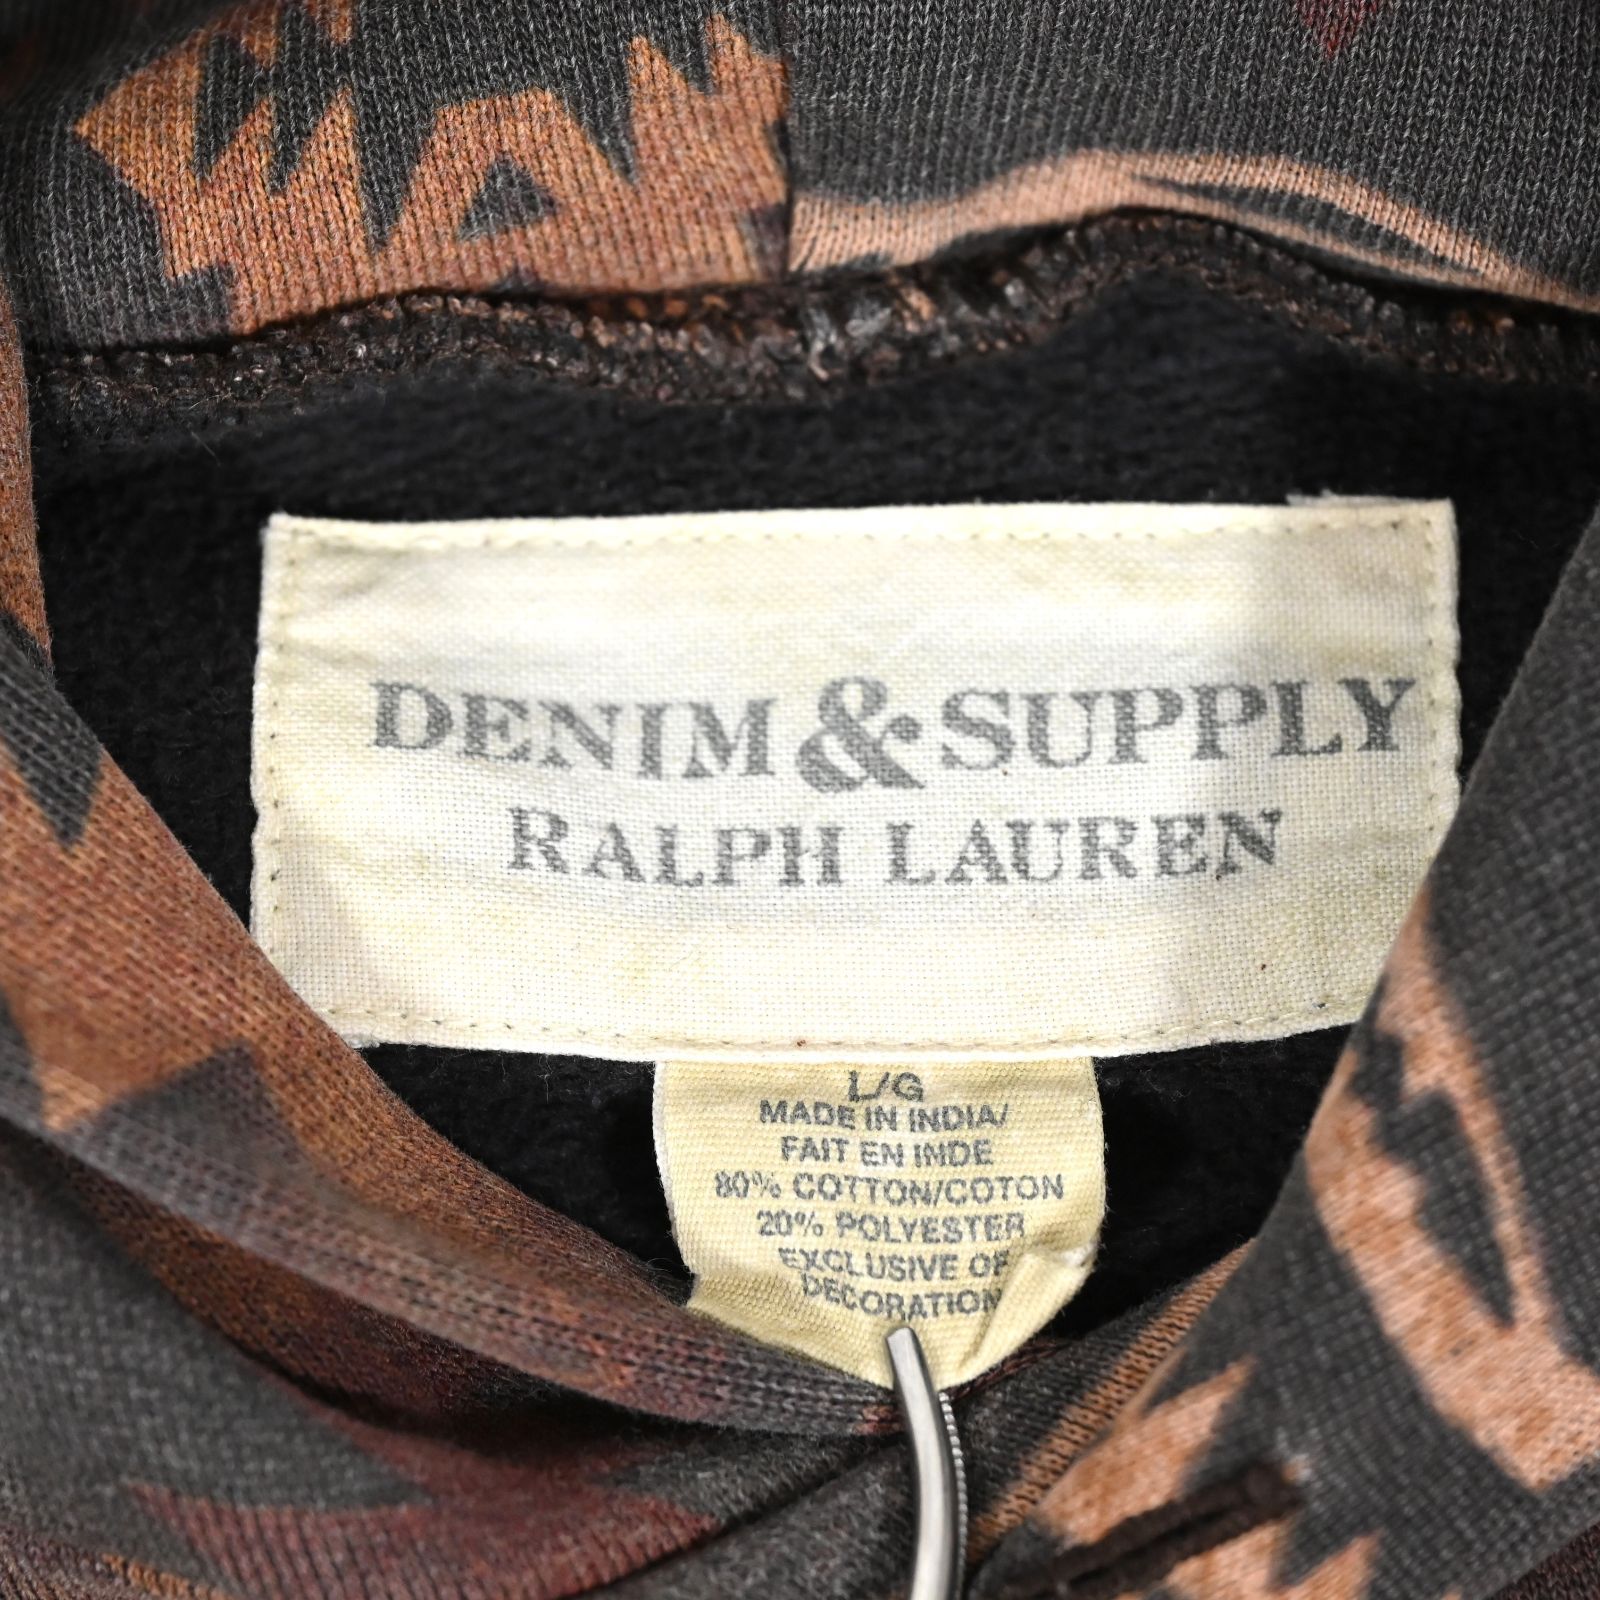 DENIM & SUPPLY
RALPH LAUREN
L/G
MADE IN INDIA/
FAIT EN INDE
80% COTTON/COTON
20% POLYESTER
EXCLUSIVE OF
DECORATION